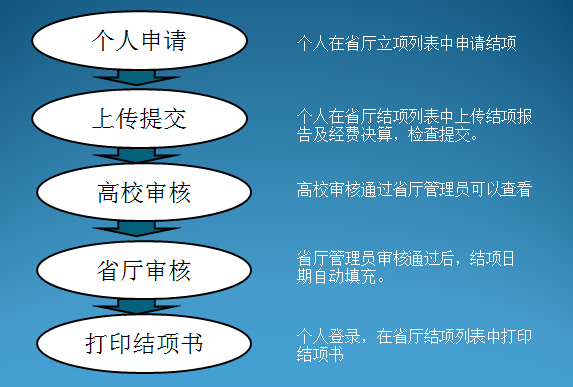 个人申请
个人在省厅立项列表中申请结项
上传提交
个人在省厅结项列表中上传结项报
告及经费决算，检查提交。
高校审核
高校审核通过省厅管理员可以查看
省厅审核
省厅管理员审核通过后，结项日
期自动填充。
打印结项书
个人登录，在省厅结项列表中打印
结项书